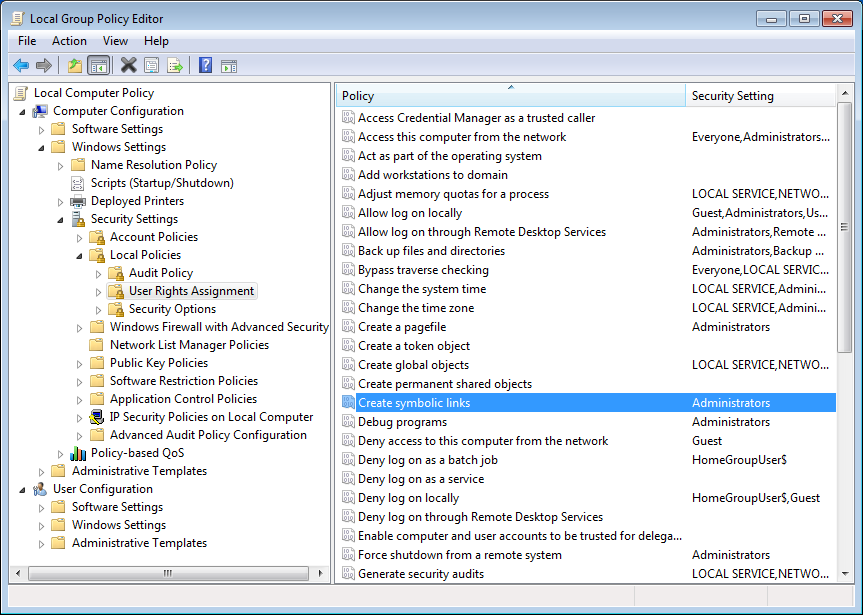 Local Group Policy Editor
File Action View Help
Local Computer Policy
Computer Configuration
Software Settings
Windows Settings
Name Resolution Policy
Scripts (Startup/Shutdown)
Deployed Printers
Security Settings
Account Policies
Local Policies
Audit Policy
User Rights Assignment
Security Options
Windows Firewall with Advanced Security
Network List Manager Policies
Public Key Policies
Software Restriction Policies
Application Control Policies
IP Security Policies on Local Computer
Advanced Audit Policy Configuration
Policy-based QoS
Administrative Templates
User Configuration
Software Settings
Windows Settings
Administrative Templates
Policy Security Setting
Access Credential Manager as a trusted caller
Access this computer from the network Everyone,Administrators...
Act as part of the operating system
Add workstations to domain
Adjust memory quotas for a process LOCAL SERVICE,NETWO...
Allow log on locally Guest,Administrators,Us...
Allow log on through Remote Desktop Services Administrators,Remote ...
Back up files and directories Administrators,Backup ...
Bypass traverse checking Everyone,LOCAL SERVIC...
Change the system time LOCAL SERVICE,Admini...
Change the time zone LOCAL SERVICE,Admini...
Create a pagefile Administrators
Create a token object
Create global objects LOCAL SERVICE,NETWO...
Create permanent shared objects
Create symbolic links Administrators
Debug programs Administrators
Deny access to this computer from the network Guest
Deny log on as a batch job HomeGroupUser$
Deny log on as a service
Deny log on locally HomeGroupUser$,Guest
Deny log on through Remote Desktop Services
Enable computer and user accounts to be trusted for delega...
Force shutdown from a remote system Administrators
Generate security audits LOCAL SERVICE,NETWO...